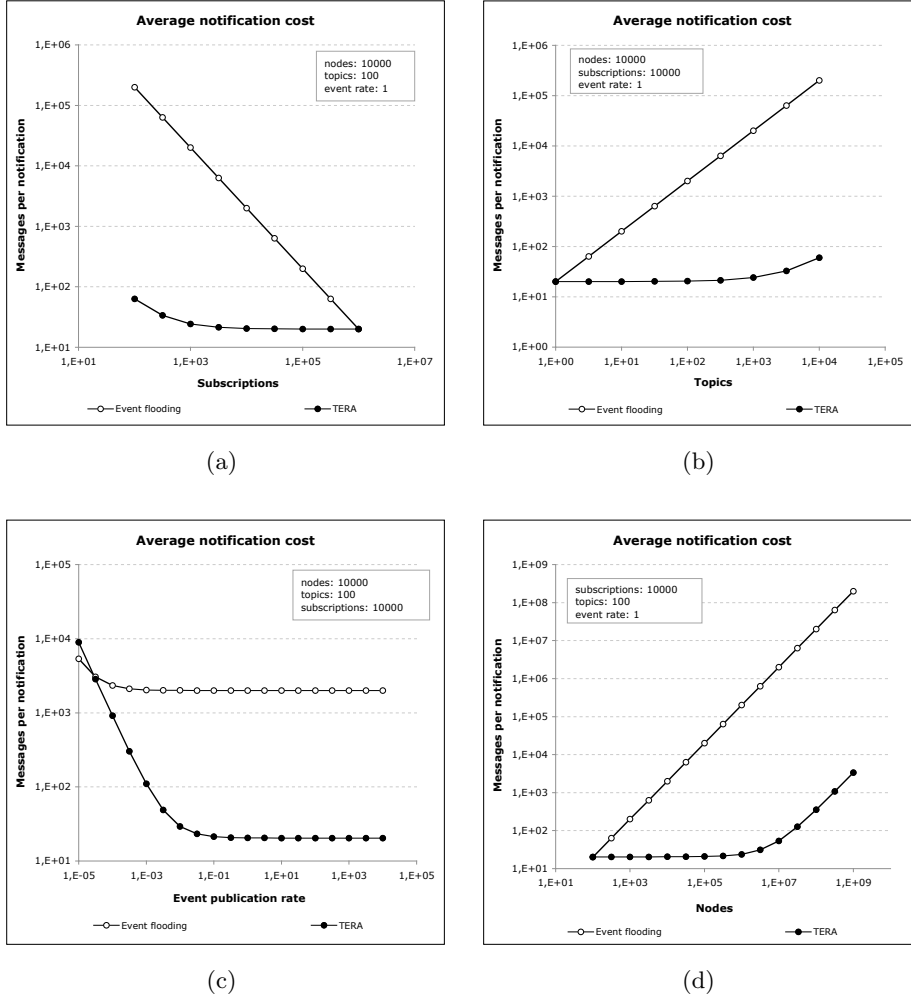 Average notification cost
1,E+06
1,E+05
1,E+04
1,E+03
1,E+02
1,E+01
Messages per notification
nodes: 10000
topics: 100
event rate: 1
1,E+01 1,E+03 1,E+05 1,E+07
Subscriptions
Event flooding TERA
(a)
Average notification cost
1,E+06
1,E+05
1,E+04
1,E+03
1,E+02
1,E+01
1,E+00
Messages per notification
nodes: 10000
subscriptions: 10000
event rate: 1
1,E+00 1,E+01 1,E+02 1,E+03 1,E+04 1,E+05
Topics
Event flooding TERA
(b)
Average notification cost
1,E+05
1,E+04
1,E+03
1,E+02
1,E+01
Messages per notification
nodes: 10000
topics: 100
subscriptions: 10000
1,E-05 1,E-03 1,E-01 1,E+01 1,E+03 1,E+05
Event publication rate
Event flooding TERA
(c)
Average notification cost
1,E+09
1,E+08
1,E+07
1,E+06
1,E+05
1,E+04
1,E+03
1,E+02
1,E+01
Messages per notification
subscriptions: 10000
topics: 100
event rate: 1
1,E+01 1,E+03 1,E+05 1,E+07 1,E+09
Nodes
Event flooding TERA
(d)